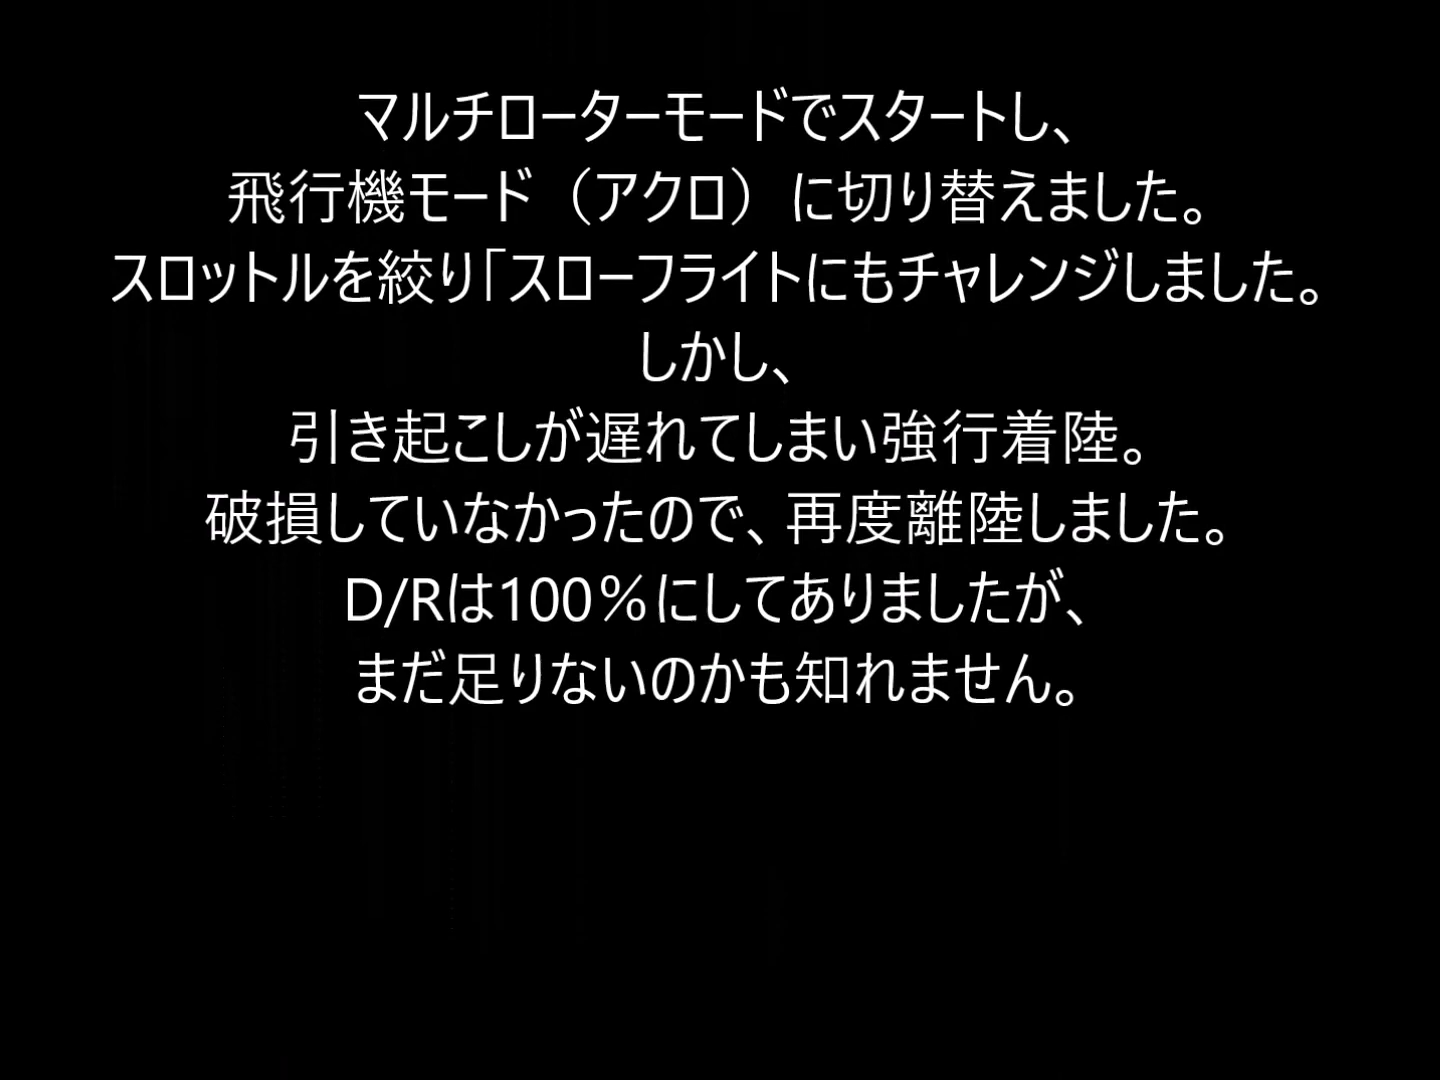 マルチローターモードでスタートし、
飛行機モード（アクロ）に切り替えました。
スロットルを絞り「スローフライトにもチャレンジしました。
しかし、
引き起こしが遅れてしまい強行着陸。
破損していなかったので、再度離陸しました。
D/Rは100％にしてありましたが、
まだ足りないのかも知れません。